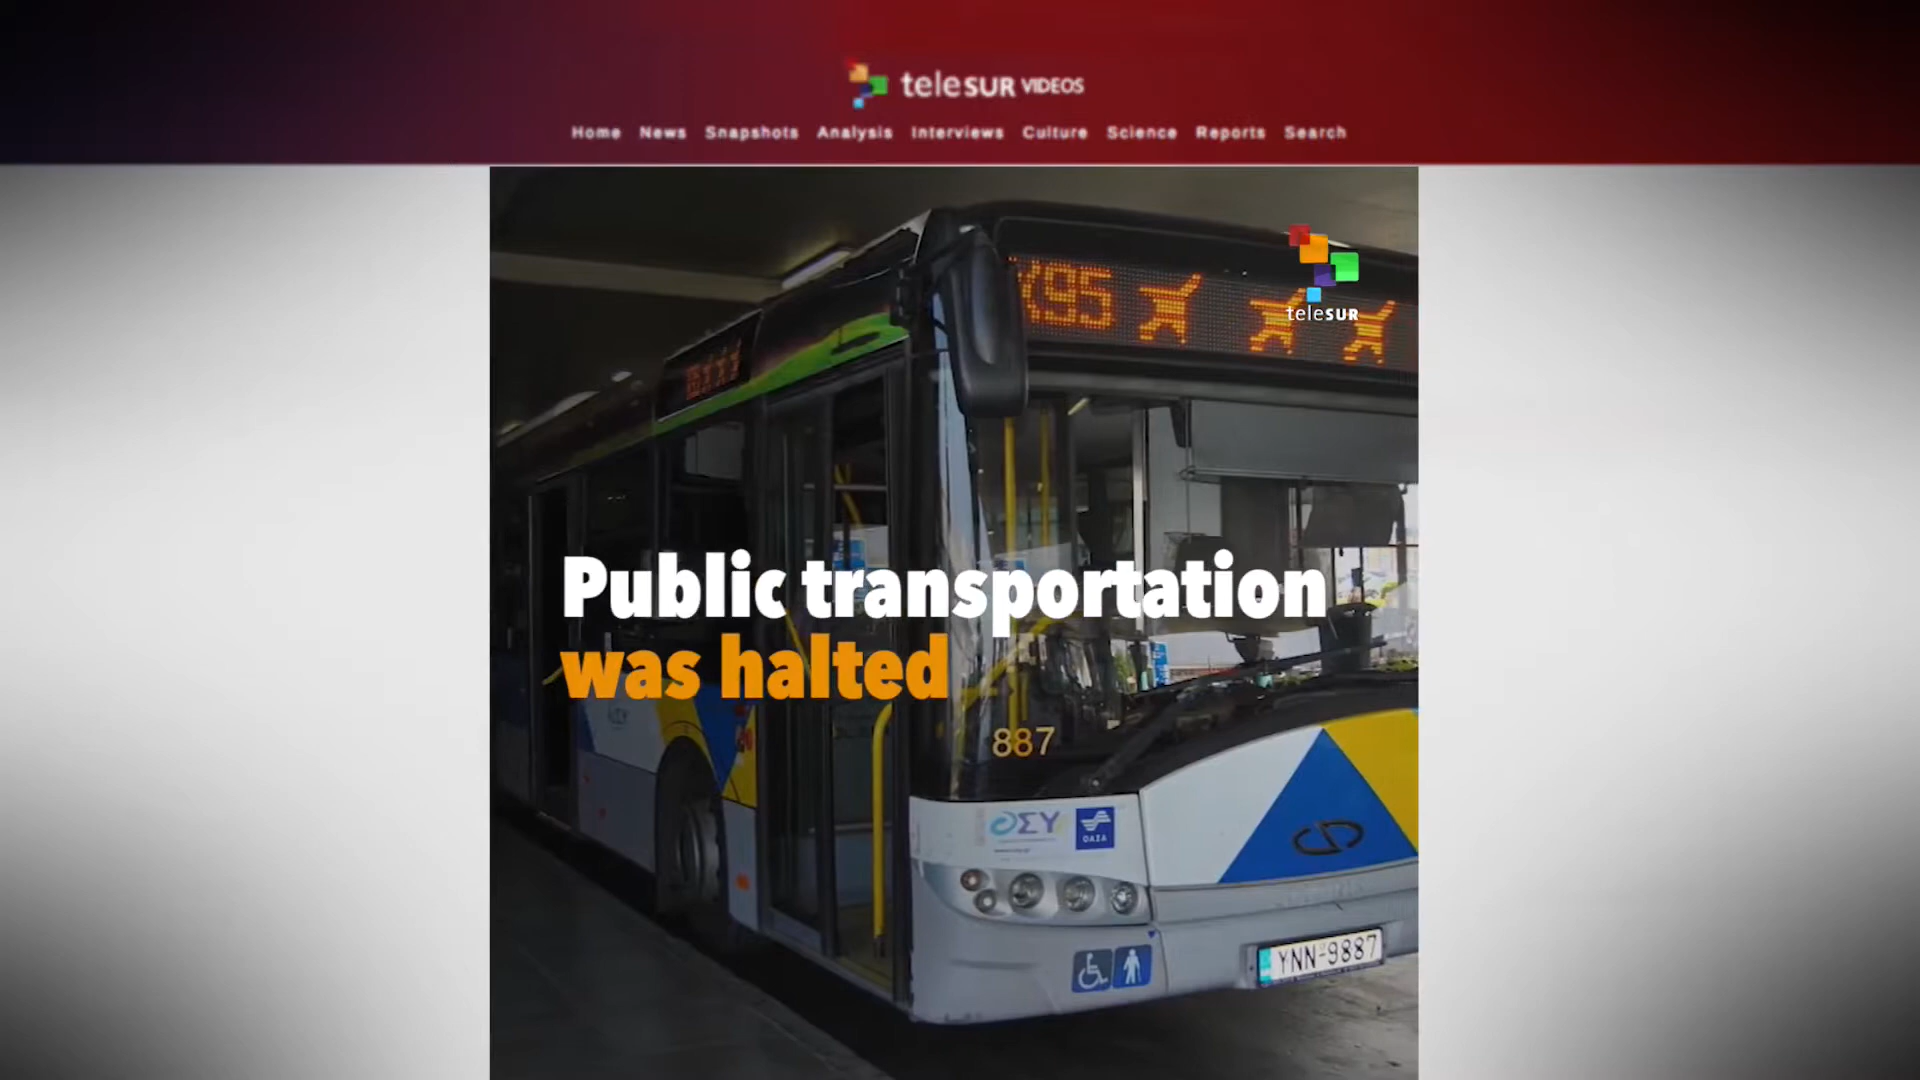 teleSUR VIDEOS
Home News Snapshots Analysis Interviews Culture Science Reports Search
X95
teleSUR
Public transportation
was halted
887
ΟΣΥ
ΟΑΣΑ
YNN-9887